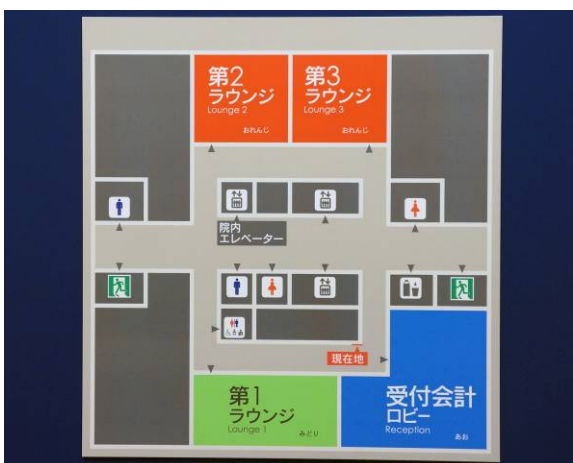 第2
ラウンジ
Lounge 2
おれんじ
第3
ラウンジ
Lounge 3
おれんじ
院内
エレベーター
現在地
第1
ラウンジ
Lounge 1
みどり
受付会計
ロビー
Reception
あお